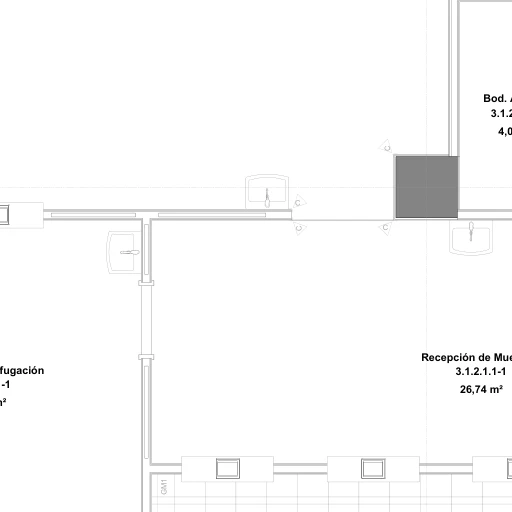 Bod.
3.1.2
4,0
fugación
-1
m²
Recepción de Mue
3.1.2.1.1-1
26,74 m²
GM1